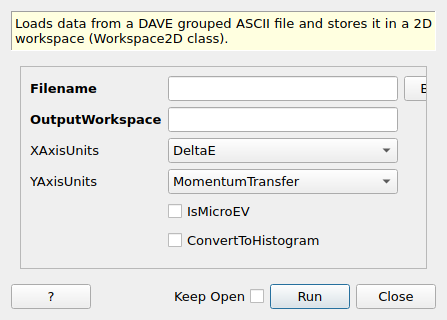 Loads data from a DAVE grouped ASCII file and stores it in a 2D
workspace (Workspace2D class).
Filename
OutputWorkspace
XAxisUnits DeltaE
YAxisUnits MomentumTransfer
IsMicroEV
ConvertToHistogram
? Keep Open Run Close